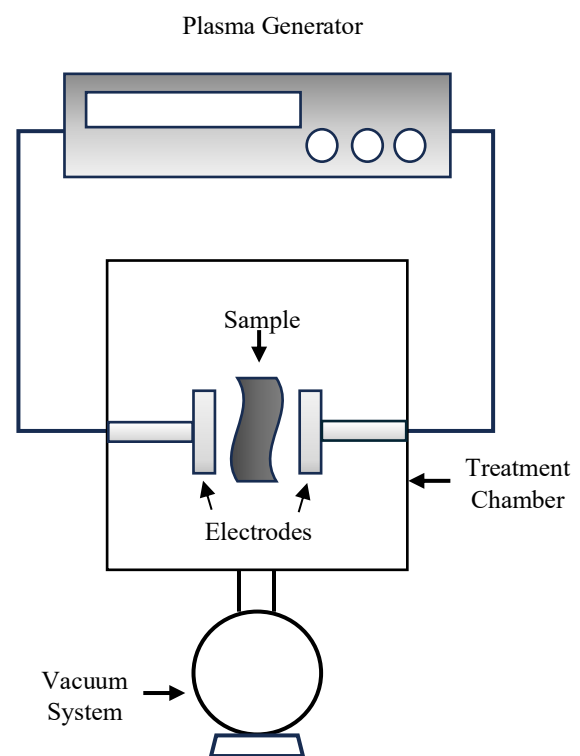 Plasma Generator
Sample
Treatment
Chamber
Electrodes
Vacuum
System